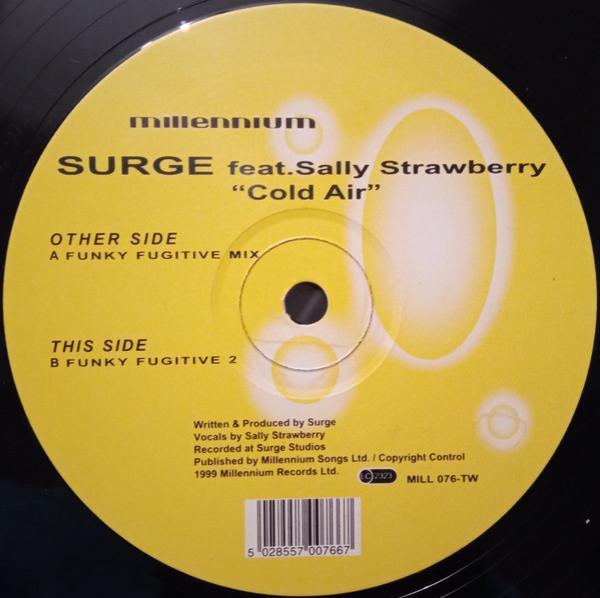 millennium
SURGE feat.Sally Strawberry
“Cold Air”
OTHER SIDE
A FUNKY FUGITIVE MIX
THIS SIDE
B FUNKY FUGITIVE 2
Written & Produced by Surge
Vocals by Sally Strawberry
Recorded at Surge Studios
Published by Millennium Songs Ltd. / Copyright Control
1999 Millennium Records Ltd.
LC 2323
MILL 076-TW
5 028557 007667